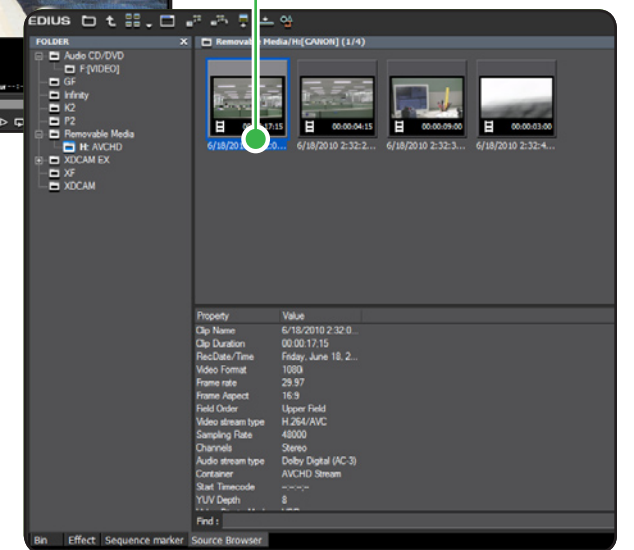 EDIUS
FOLDER X
Audio CD/DVD
F:[VIDEO]
GF
Infinity
K2
P2
Removable Media
H: AVCHD
XDCAM EX
XF
XDCAM
Removable Media/H:[CANON] (1/4)
17:15
00:00:04:15
00:00:09:00
00:00:03:00
6/18/20
6/18/2010 2:32:2...
6/18/2010 2:32:3...
6/18/2010 2:32:4...
Property Value
Clip Name 6/18/2010 2:32:0...
Clip Duration 00:00:17:15
RecDate/Time Friday, June 18, 2...
Video Format 1080i
Frame rate 29.97
Frame Aspect 16:9
Field Order Upper Field
Video stream type H.264/AVC
Sampling Rate 48000
Channels Stereo
Audio stream type Dolby Digital (AC-3)
Container AVCHD Stream
Start Timecode --:--:--;--
YUV Depth 8
Find :
Bin Effect Sequence marker Source Browser